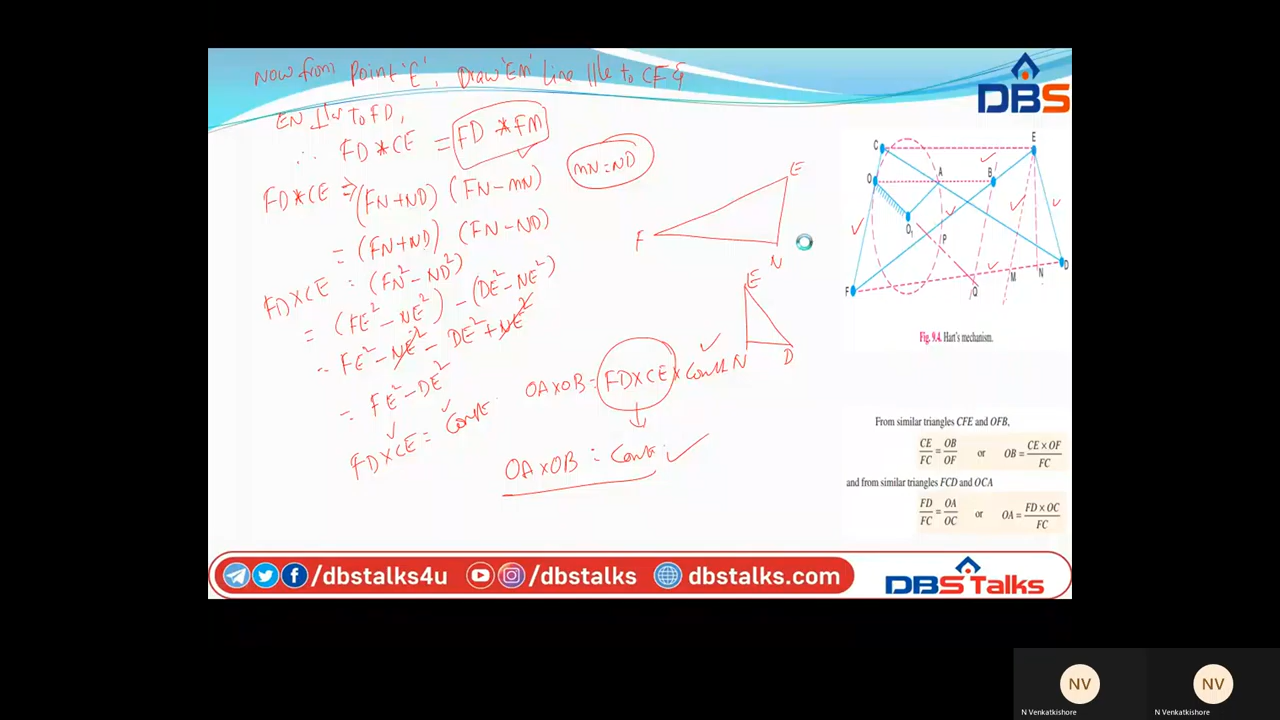 Now from Point 'E', Draw 'EM' line ||le to CF &
EN ⊥lr to FD,
∴ FD * CE = FD * FM
FD * CE ⇒ (FN+ND) (FN-MN)
MN=ND
= (FN+ND) (FN-ND)
FD×CE = (FN²-ND²)
= (FE²-NE²) - (DE²-NE²)
= FE²-NE²-DE²+NE²
= FE²-DE²
FD×CE = Const.
OA×OB = FD×CE × Const
OA×OB = Const
F
E
N
E
N
D
DBS
C
E
O
A
B
O₁
P
F
Q
M
N
D
Fig. 9.4. Hart's mechanism.
From similar triangles CFE and OFB,
CE/FC = OB/OF or OB = CE × OF/FC
and from similar triangles FCD and OCA
FD/FC = OA/OC or OA = FD × OC/FC
/dbstalks4u /dbstalks dbstalks.com
DBS Talks
NV NV
N Venkatkishore N Venkatkishore